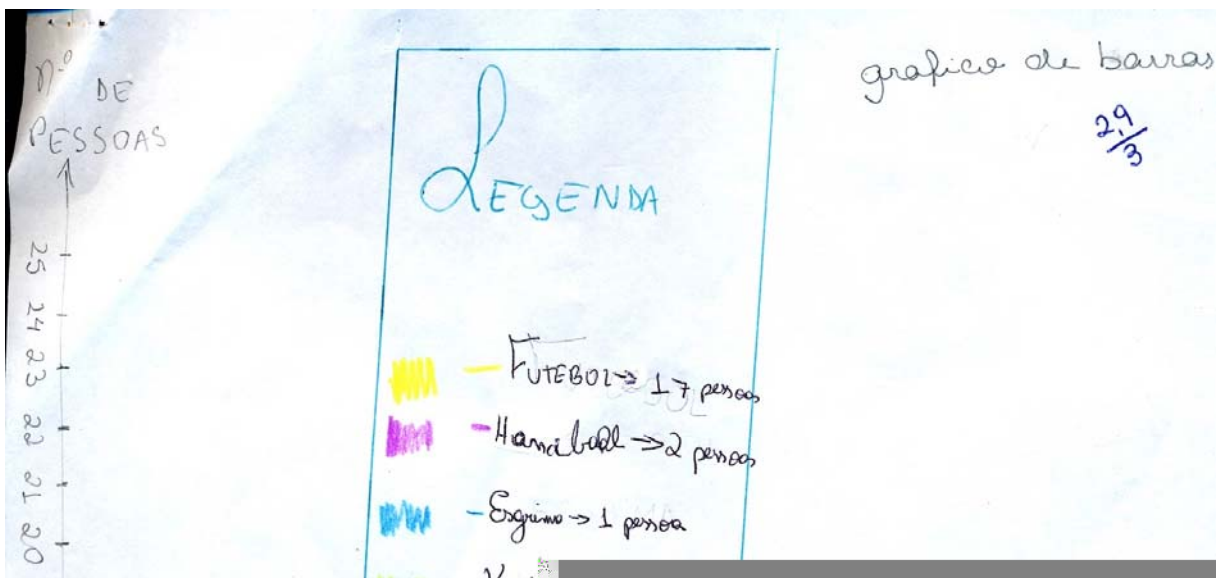 nº
DE
PESSOAS
grafico de barras
29/3
LEGENDA
25
24
23
22
21
20
- FUTEBOL → 17 pessoas
- Handboll → 2 pessoas
- Esgrima → 1 pessoa